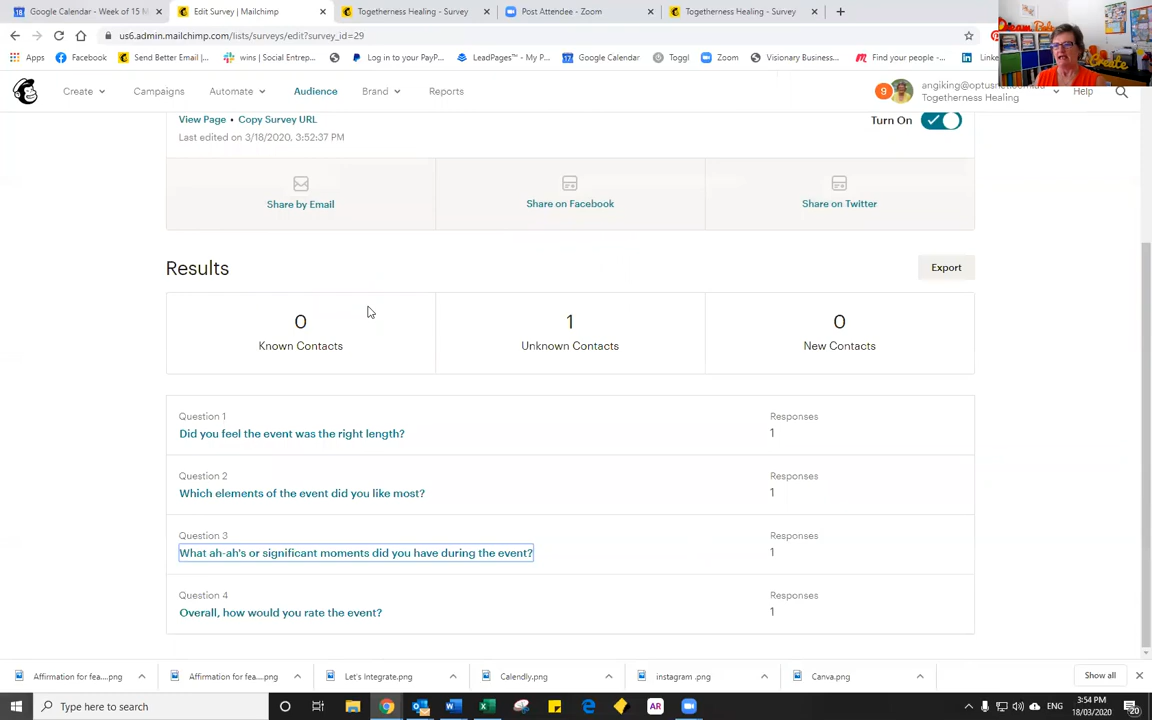 Google Calendar - Week of 15 M
Edit Survey | Mailchimp
Togetherness Healing - Survey
Post Attendee - Zoom
Togetherness Healing - Survey
us6.admin.mailchimp.com/lists/surveys/edit?survey_id=29
Apps
Facebook
Send Better Email |...
wins | Social Entrep...
Log in to your PayP...
LeadPages™ - My P...
Google Calendar
Toggl
Zoom
Visionary Business...
Find your people -...
Create
Campaigns
Automate
Audience
Brand
Reports
9
angiking@optusnet.com.au
Togetherness Healing
Help
View Page • Copy Survey URL
Last edited on 3/18/2020, 3:52:37 PM
Turn On
Share by Email
Share on Facebook
Share on Twitter
Results
Export
0
Known Contacts
1
Unknown Contacts
0
New Contacts
Question 1
Responses
Did you feel the event was the right length?
1
Question 2
Responses
Which elements of the event did you like most?
1
Question 3
Responses
What ah-ah's or significant moments did you have during the event?
1
Question 4
Responses
Overall, how would you rate the event?
1
Affirmation for fea....png
Affirmation for fea....png
Let's Integrate.png
Calendly.png
instagram .png
Canva.png
Show all
Type here to search
AR
ENG
3:54 PM
18/03/2020
20